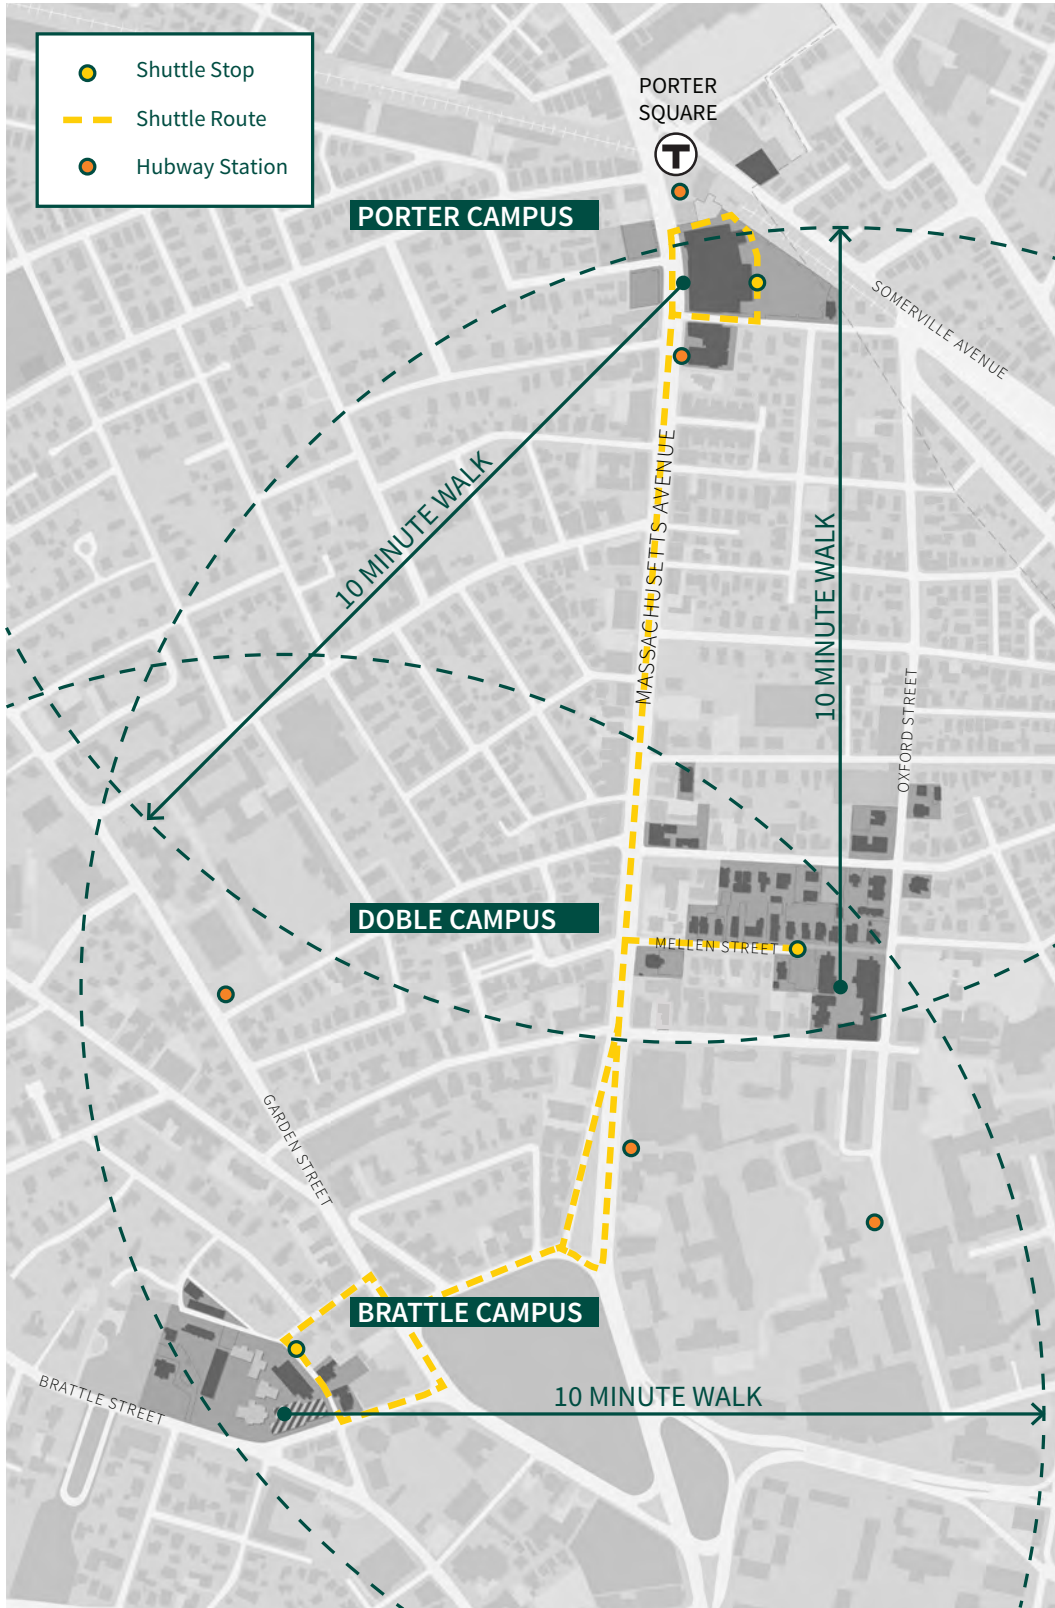 Shuttle Stop
Shuttle Route
Hubway Station
PORTER
SQUARE
T
PORTER CAMPUS
SOMERVILLE AVENUE
10 MINUTE WALK
MASSACHUSETTS AVENUE
10 MINUTE WALK
OXFORD STREET
DOBLE CAMPUS
MELLEN STREET
GARDEN STREET
BRATTLE CAMPUS
BRATTLE STREET
10 MINUTE WALK